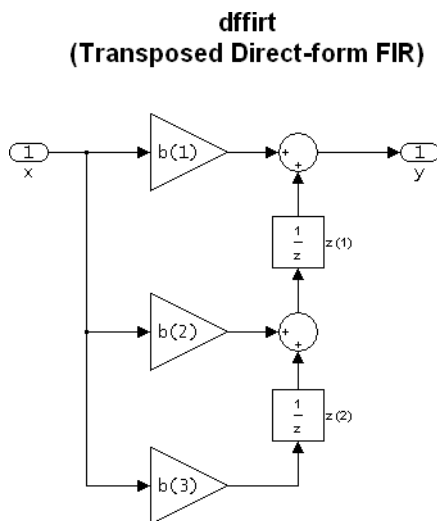 dffirt
(Transposed Direct-form FIR)
1
x
b(1)
+
+
1
y
1
z
z(1)
b(2)
+
+
1
z
z(2)
b(3)